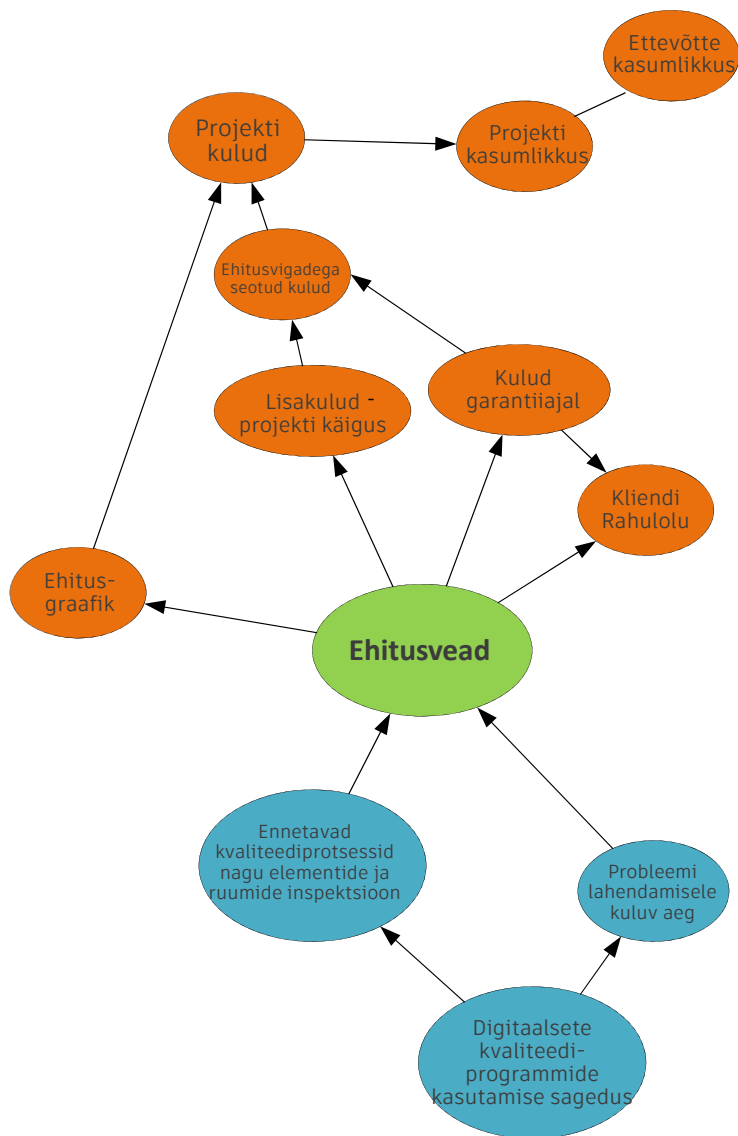 Ettevõtte
kasumlikkus
Projekti
kulud
Projekti
kasumlikkus
Ehitusvigadega
seotud kulud
Lisakulud -
projekti käigus
Kulud
garantiiajal
Kliendi
Rahulolu
Ehitus-
graafik
Ehitusvead
Ennetavad
kvaliteediprotsessid
nagu elementide ja
ruumide inspektsioon
Probleemi
lahendamisele
kuluv aeg
Digitaalsete
kvaliteedi-
programmide
kasutamise sagedus